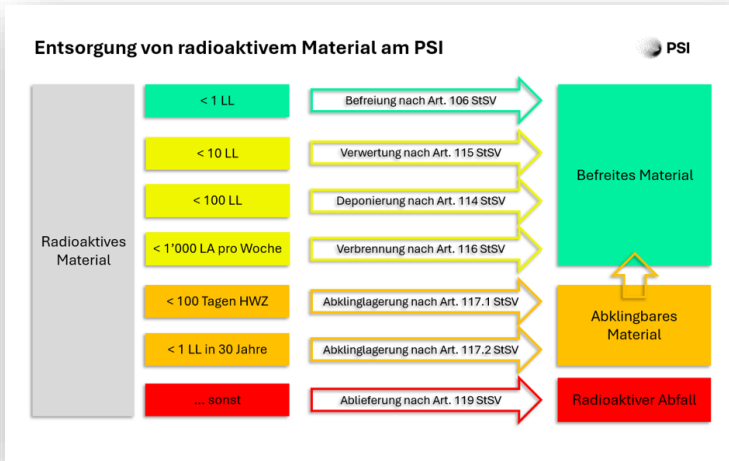 Entsorgung von radioaktivem Material am PSI
PSI
Radioaktives
Material
< 1 LL
Befreiung nach Art. 106 StSV
< 10 LL
Verwertung nach Art. 115 StSV
< 100 LL
Deponierung nach Art. 114 StSV
< 1'000 LA pro Woche
Verbrennung nach Art. 116 StSV
Befreites Material
< 100 Tagen HWZ
Abklinglagerung nach Art. 117.1 StSV
< 1 LL in 30 Jahre
Abklinglagerung nach Art. 117.2 StSV
Abklingbares
Material
... sonst
Ablieferung nach Art. 119 StSV
Radioaktiver Abfall